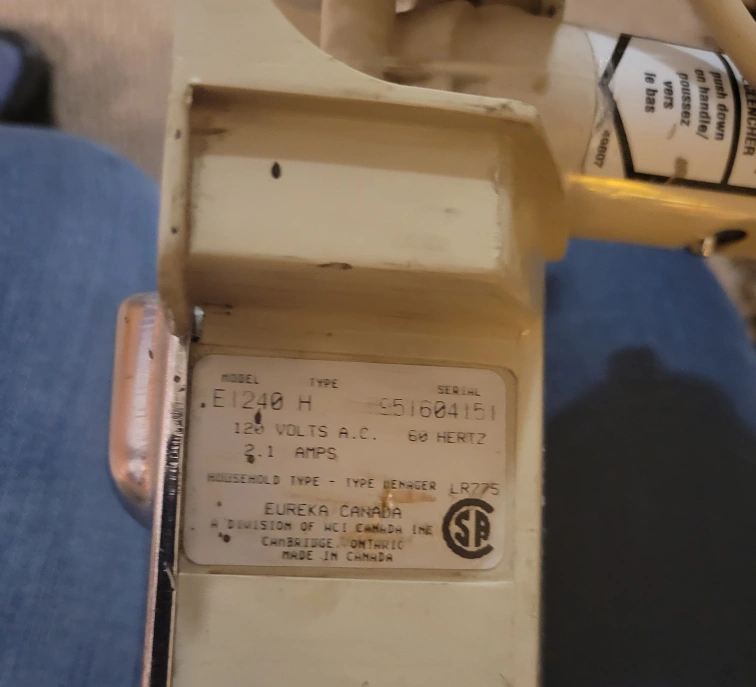 push down
on handle/
poussez
vers
le bas
MODEL TYPE SERIAL
E1240 H 951604151
120 VOLTS A.C. 60 HERTZ
2.1 AMPS
HOUSEHOLD TYPE - TYPE MENAGER LR775
EUREKA CANADA
A DIVISION OF WCI CANADA INC
CAMBRIDGE, ONTARIO
MADE IN CANADA